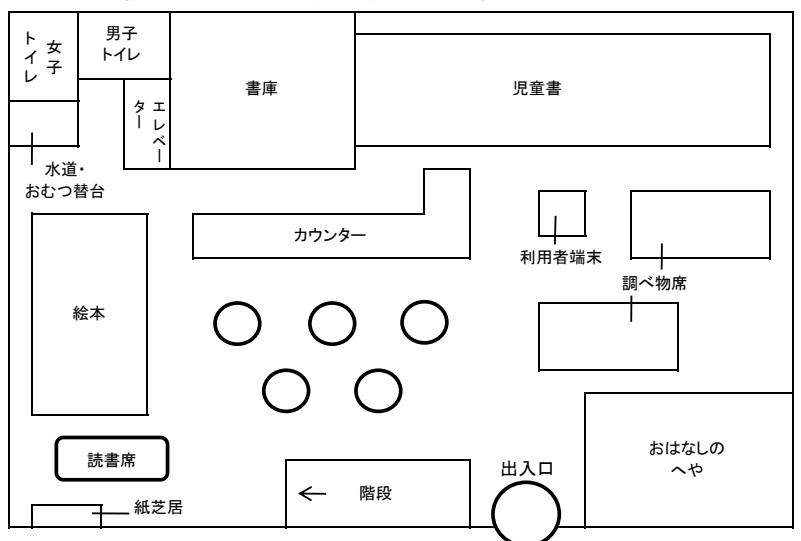 女子
トイレ
男子
トイレ
書庫
児童書
エレベー
ター
水道・
おむつ替台
カウンター
利用者端末
調べ物席
絵本
読書席
おはなしの
へや
出入口
← 階段
紙芝居